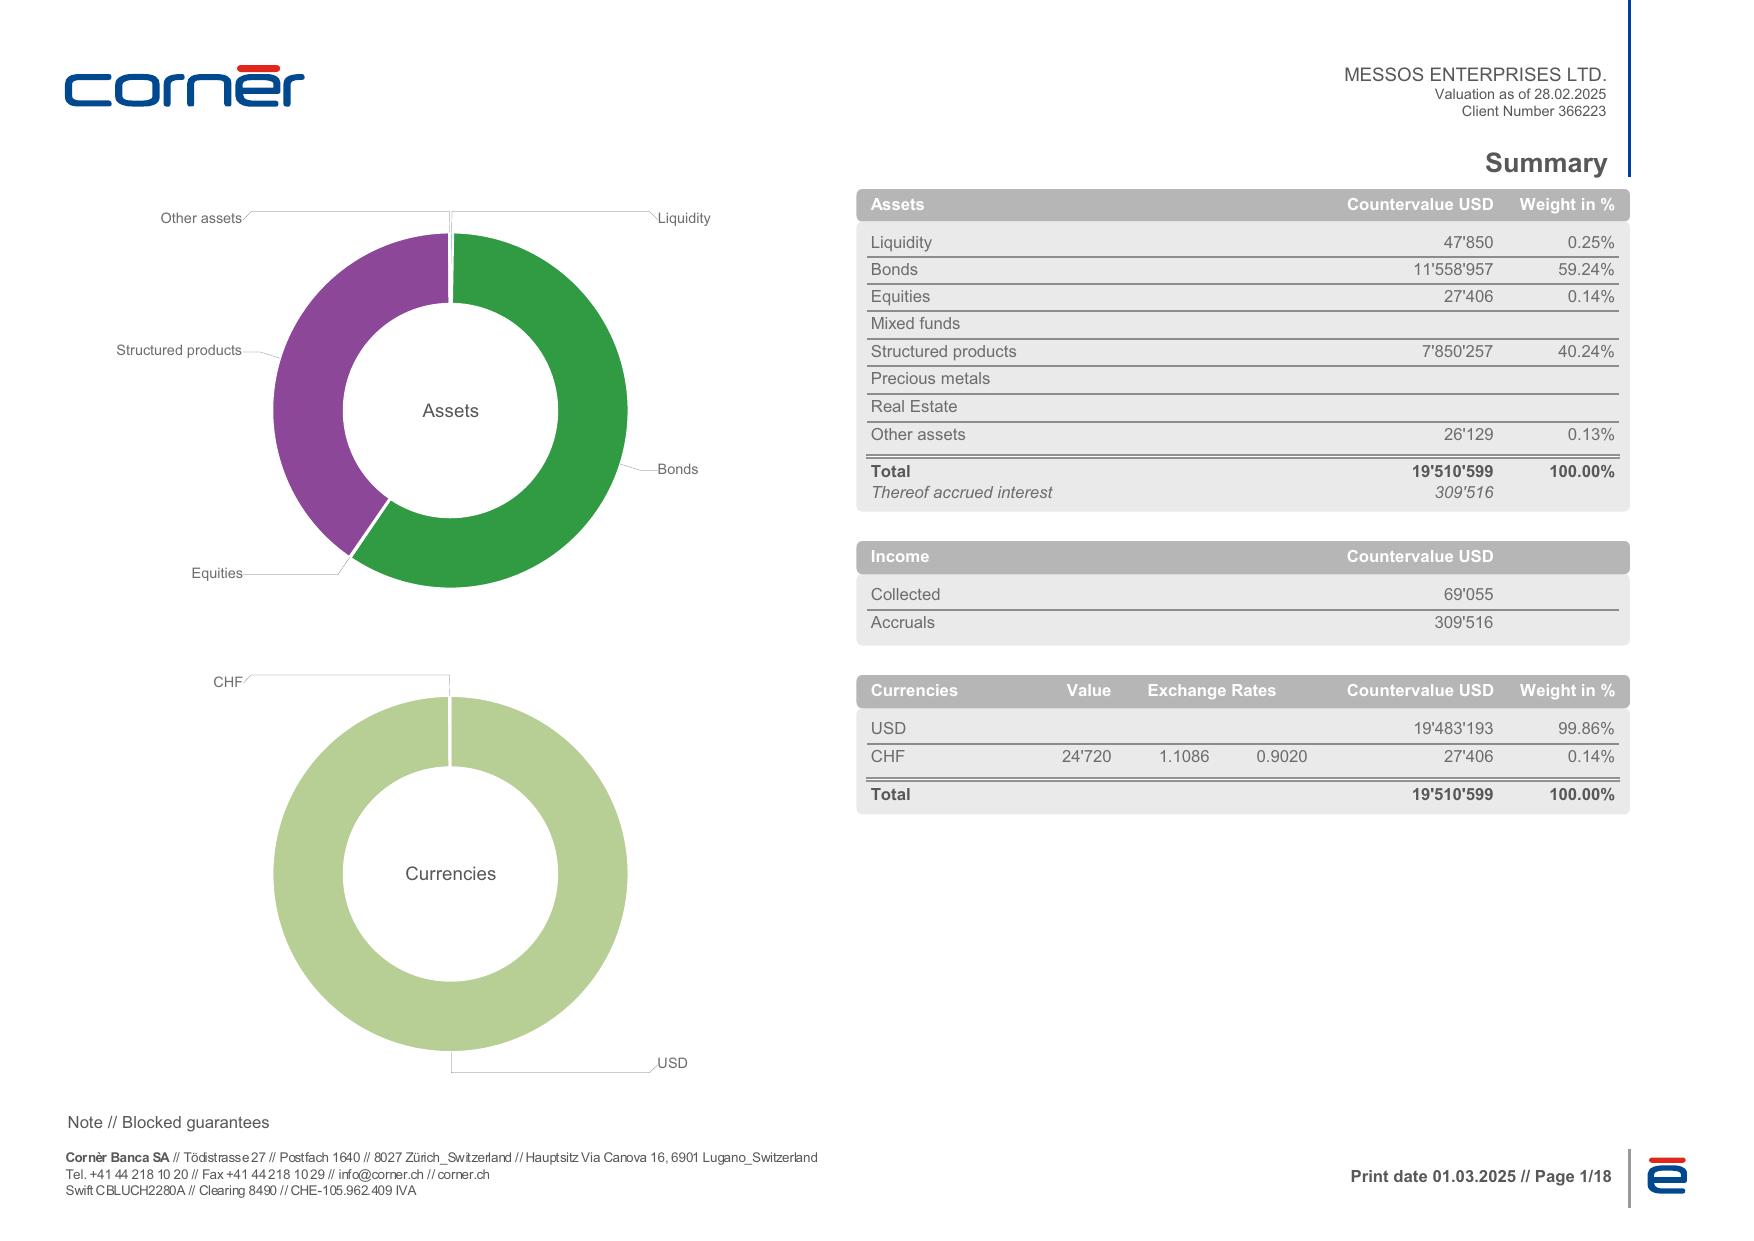 cornèr
MESSOS ENTERPRISES LTD.
Valuation as of 28.02.2025
Client Number 366223
Summary
Other assets
Liquidity
Structured products
Assets
Bonds
Equities
CHF
Currencies
USD
Assets Countervalue USD Weight in %
Liquidity 47'850 0.25%
Bonds 11'558'957 59.24%
Equities 27'406 0.14%
Mixed funds
Structured products 7'850'257 40.24%
Precious metals
Real Estate
Other assets 26'129 0.13%
Total 19'510'599 100.00%
Thereof accrued interest 309'516
Income Countervalue USD
Collected 69'055
Accruals 309'516
Currencies Value Exchange Rates Countervalue USD Weight in %
USD 19'483'193 99.86%
CHF 24'720 1.1086 0.9020 27'406 0.14%
Total 19'510'599 100.00%
Note // Blocked guarantees
Cornèr Banca SA // Tödistrasse 27 // Postfach 1640 // 8027 Zürich_Switzerland // Hauptsitz Via Canova 16, 6901 Lugano_Switzerland
Tel. +41 44 218 10 20 // Fax +41 44 218 10 29 // info@corner.ch // corner.ch
Swift CBLUCH2280A // Clearing 8490 // CHE-105.962.409 IVA
Print date 01.03.2025 // Page 1/18